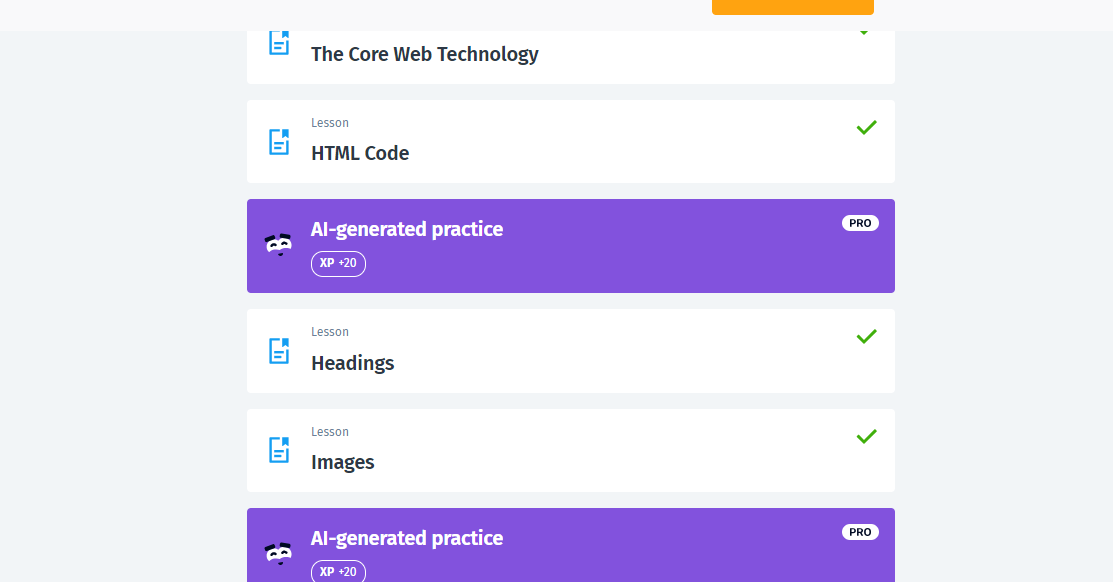 The Core Web Technology
Lesson
HTML Code
AI-generated practice
PRO
XP +20
Lesson
Headings
Lesson
Images
AI-generated practice
PRO
XP +20